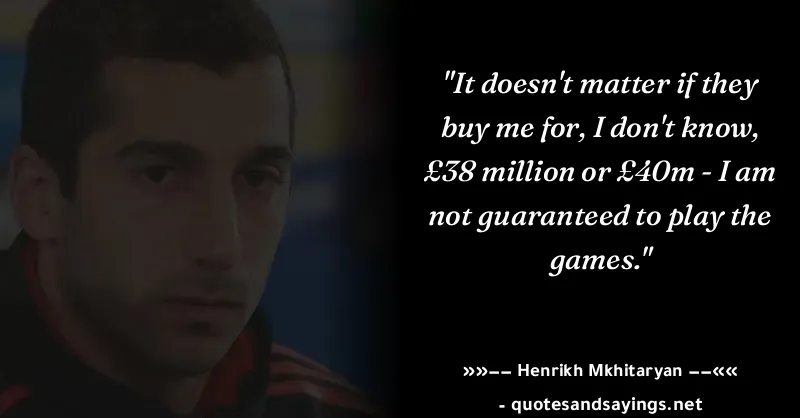 "It doesn't matter if they
buy me for, I don't know,
£38 million or £40m - I am
not guaranteed to play the
games."
»»–– Henrikh Mkhitaryan ––««
- quotesandsayings.net